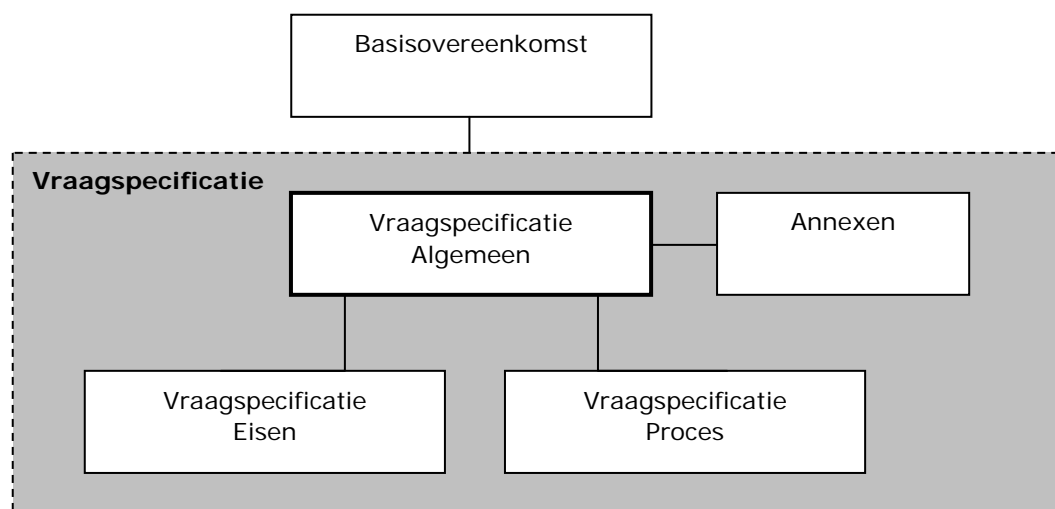 Basisovereenkomst
Vraagspecificatie
Vraagspecificatie
Algemeen
Annexen
Vraagspecificatie
Eisen
Vraagspecificatie
Proces